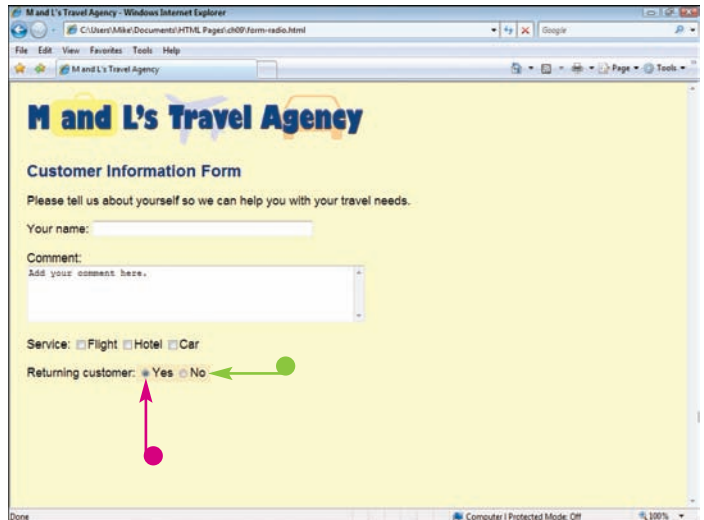 M and L's Travel Agency - Windows Internet Explorer
C:\Users\Mike\Documents\HTML Pages\ch09\form-radio.html
Google
File Edit View Favorites Tools Help
M and L's Travel Agency
Page
Tools
M and L's Travel Agency
Customer Information Form
Please tell us about yourself so we can help you with your travel needs.
Your name:
Comment:
Add your comment here.
Service: Flight Hotel Car
Returning customer: Yes No
Done
Computer | Protected Mode: Off
100%